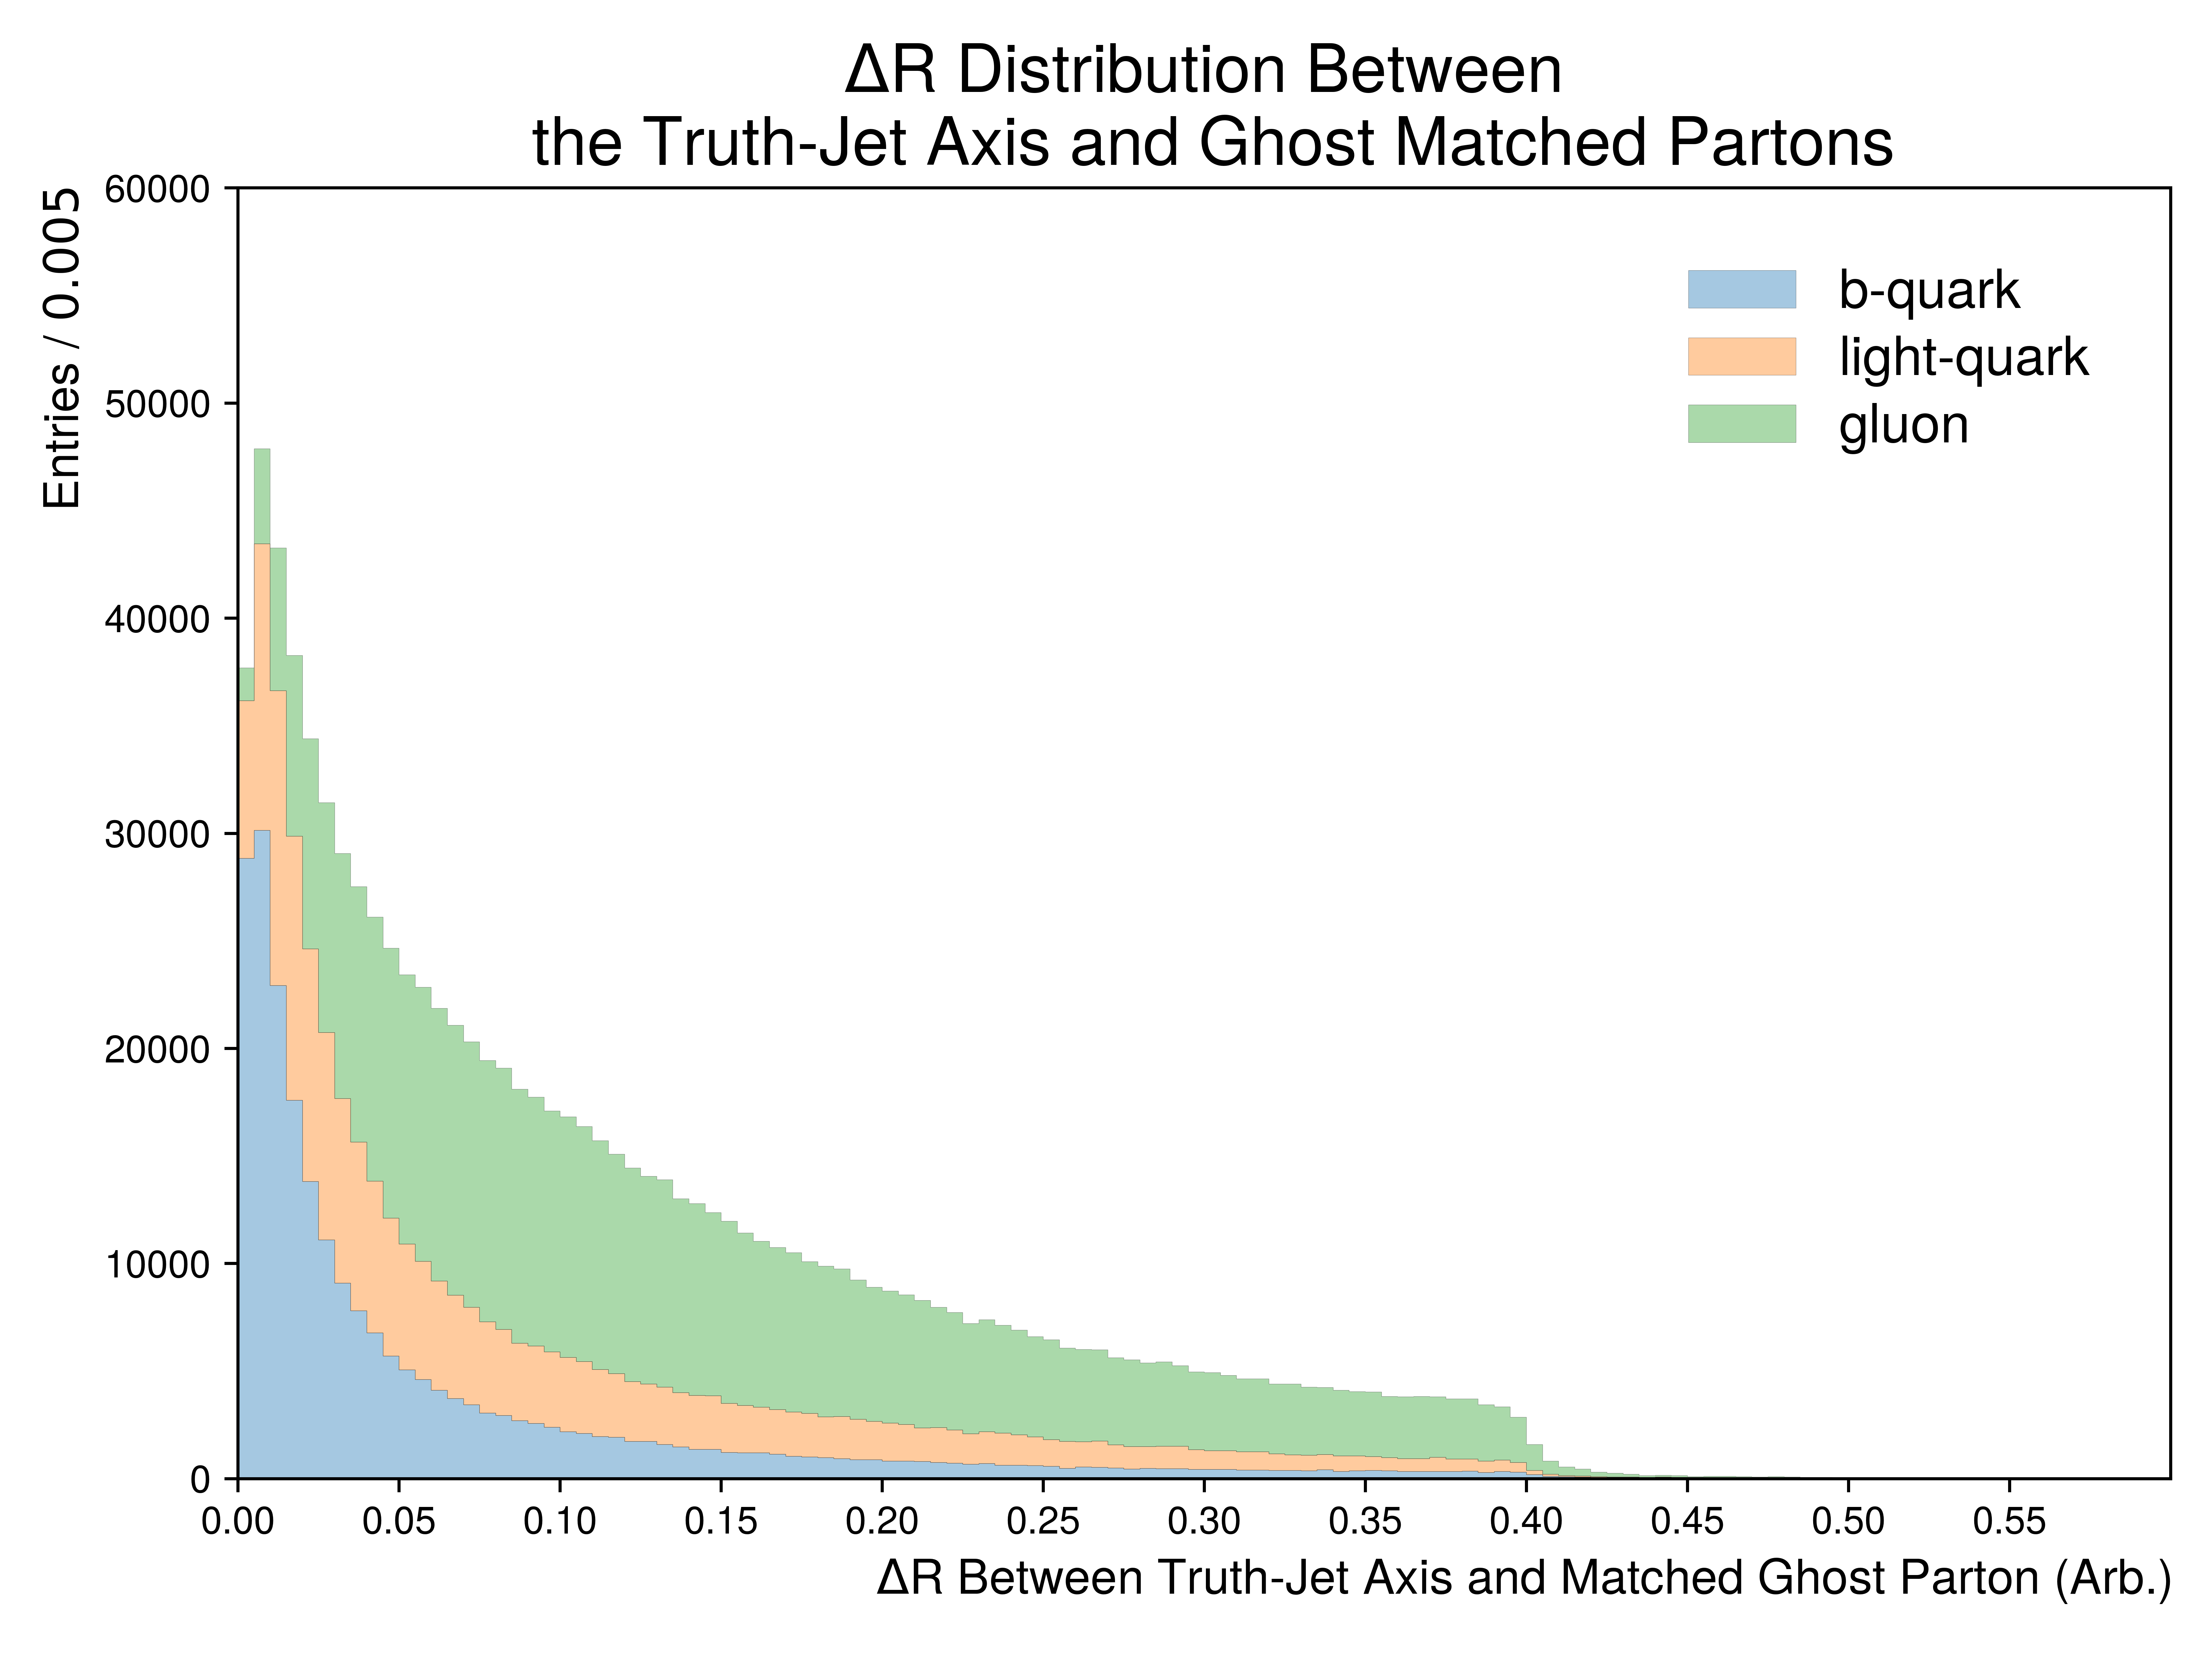 ΔR Distribution Between
the Truth-Jet Axis and Ghost Matched Partons
Entries / 0.005
60000
50000
40000
30000
20000
10000
0
b-quark
light-quark
gluon
0.00 0.05 0.10 0.15 0.20 0.25 0.30 0.35 0.40 0.45 0.50 0.55
ΔR Between Truth-Jet Axis and Matched Ghost Parton (Arb.)